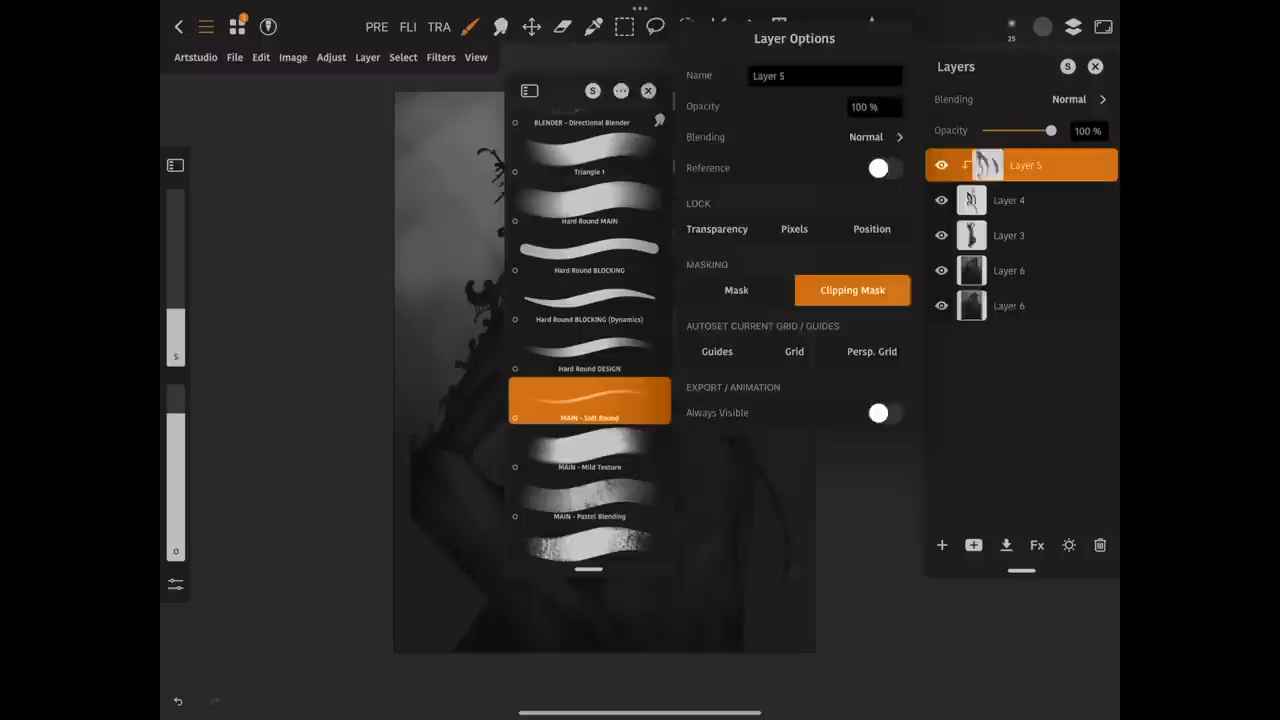 PRE FLI TRA
25
Artstudio File Edit Image Adjust Layer Select Filters View
S
O
S
BLENDER - Directional Blender
Triangle 1
Hard Round MAIN
Hard Round BLOCKING
Hard Round BLOCKING (Dynamics)
Hard Round DESIGN
MAIN - Soft Round
MAIN - Mild Texture
MAIN - Pastel Blending
Layer Options
Name Layer 5
Opacity 100 %
Blending Normal
Reference
LOCK
Transparency Pixels Position
MASKING
Mask Clipping Mask
AUTOSET CURRENT GRID / GUIDES
Guides Grid Persp. Grid
EXPORT / ANIMATION
Always Visible
Layers S
Blending Normal
Opacity 100 %
Layer 5
Layer 4
Layer 3
Layer 6
Layer 6
Fx